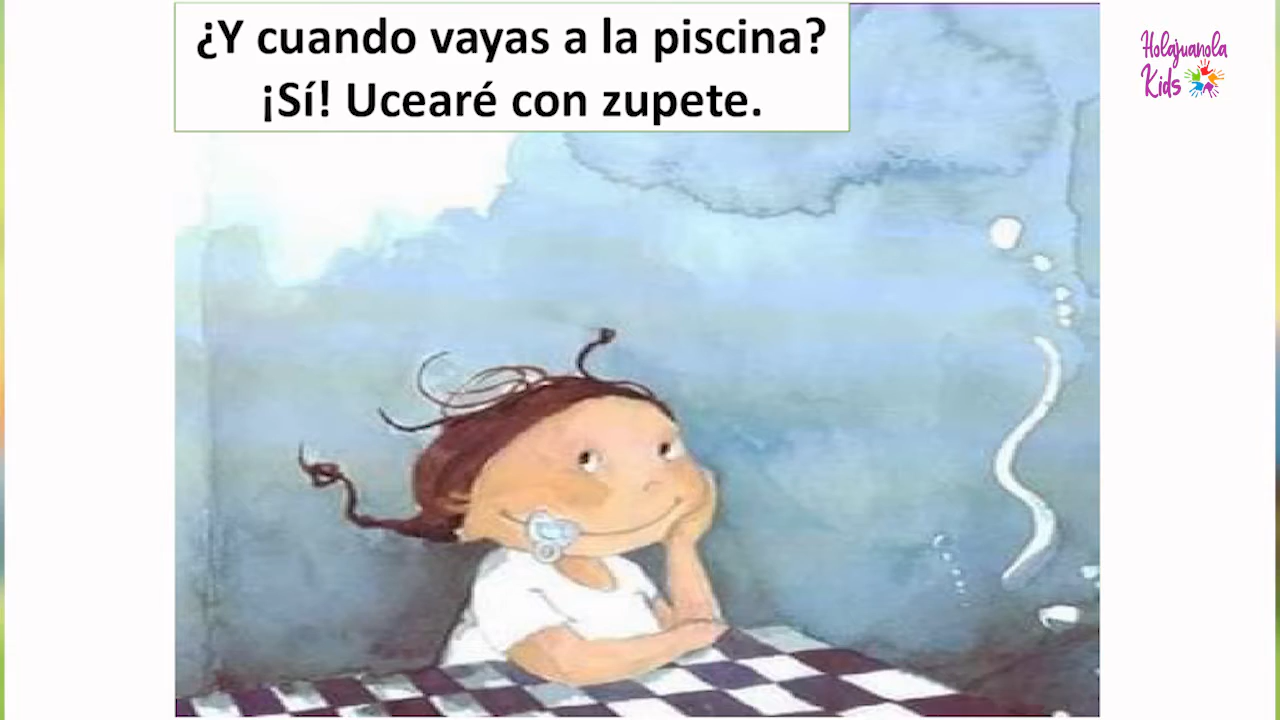 ¿Y cuando vayas a la piscina?
¡Sí! Ucearé con zupete.
Holajuanola
Kids